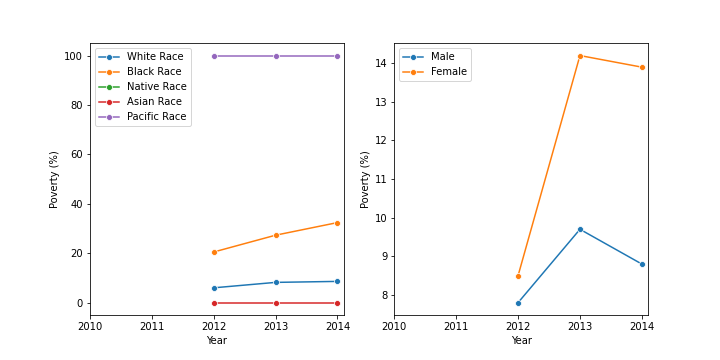 White Race
Black Race
Native Race
Asian Race
Pacific Race
100
80
60
40
20
0
Poverty (%)
2010 2011 2012 2013 2014
Year
Male
Female
14
13
12
11
10
9
8
Poverty (%)
2010 2011 2012 2013 2014
Year